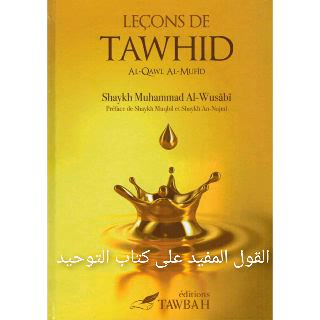 LEÇONS DE
TAWHID
AL-QAWL AL-MUFÎD
Shaykh Muhammad Al-Wusâbî
Préface de Shaykh Muqbil et Shaykh An-Najmî
القول المفيد على كتاب التوحيد
éditions
TAWBAH